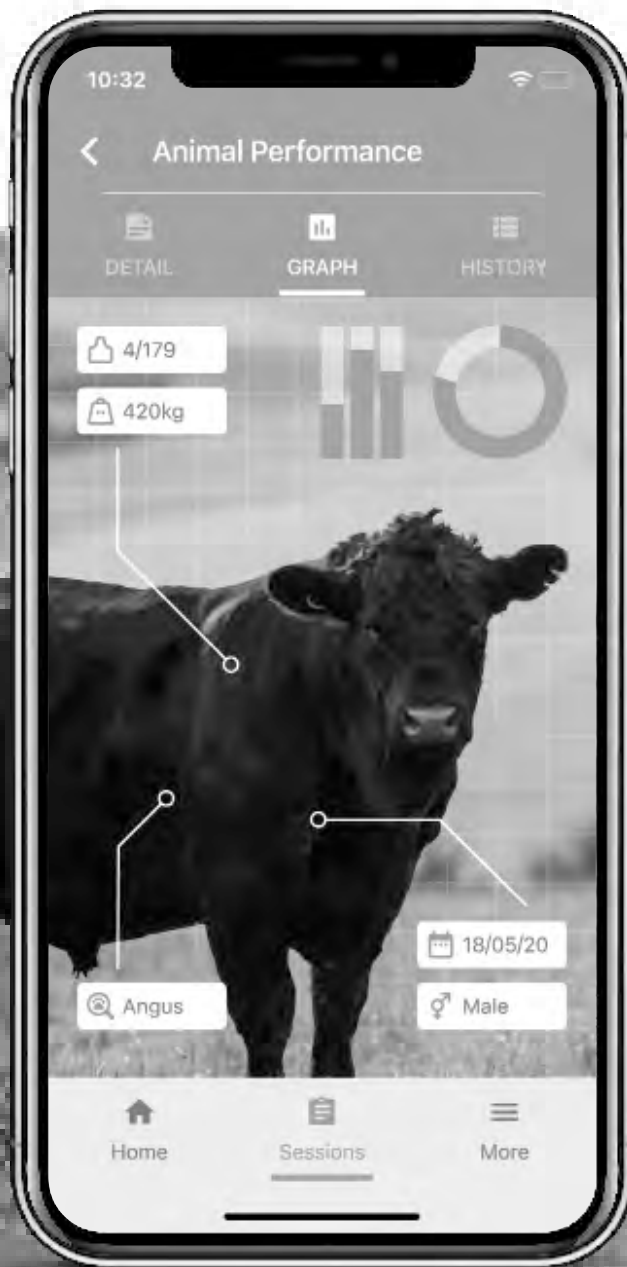 10:32
Animal Performance
DETAIL
GRAPH
HISTORY
4/179
420kg
18/05/20
Angus
Male
Home
Sessions
More